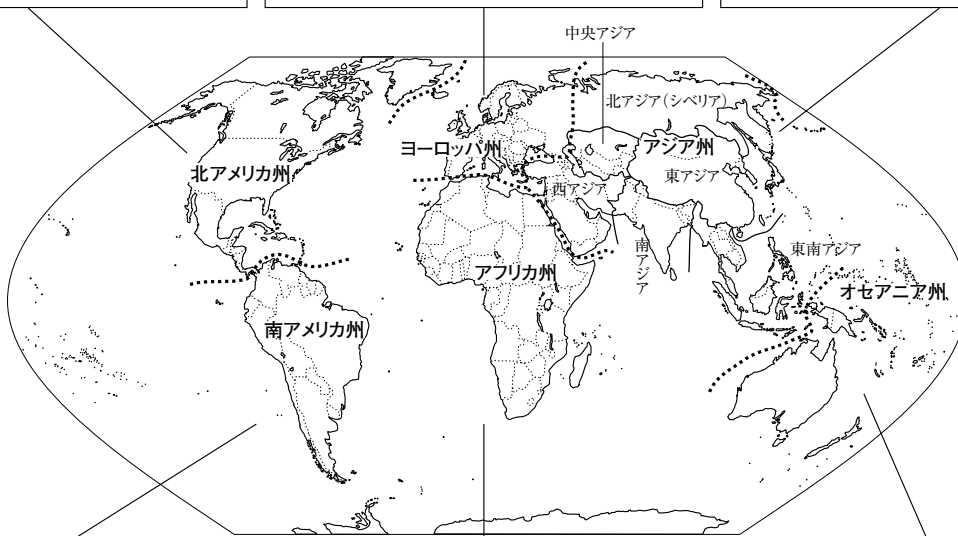 中央アジア
北アジア(シベリア)
ヨーロッパ州
アジア州
北アメリカ州
東アジア
西アジア
南アジア
東南アジア
アフリカ州
オセアニア州
南アメリカ州